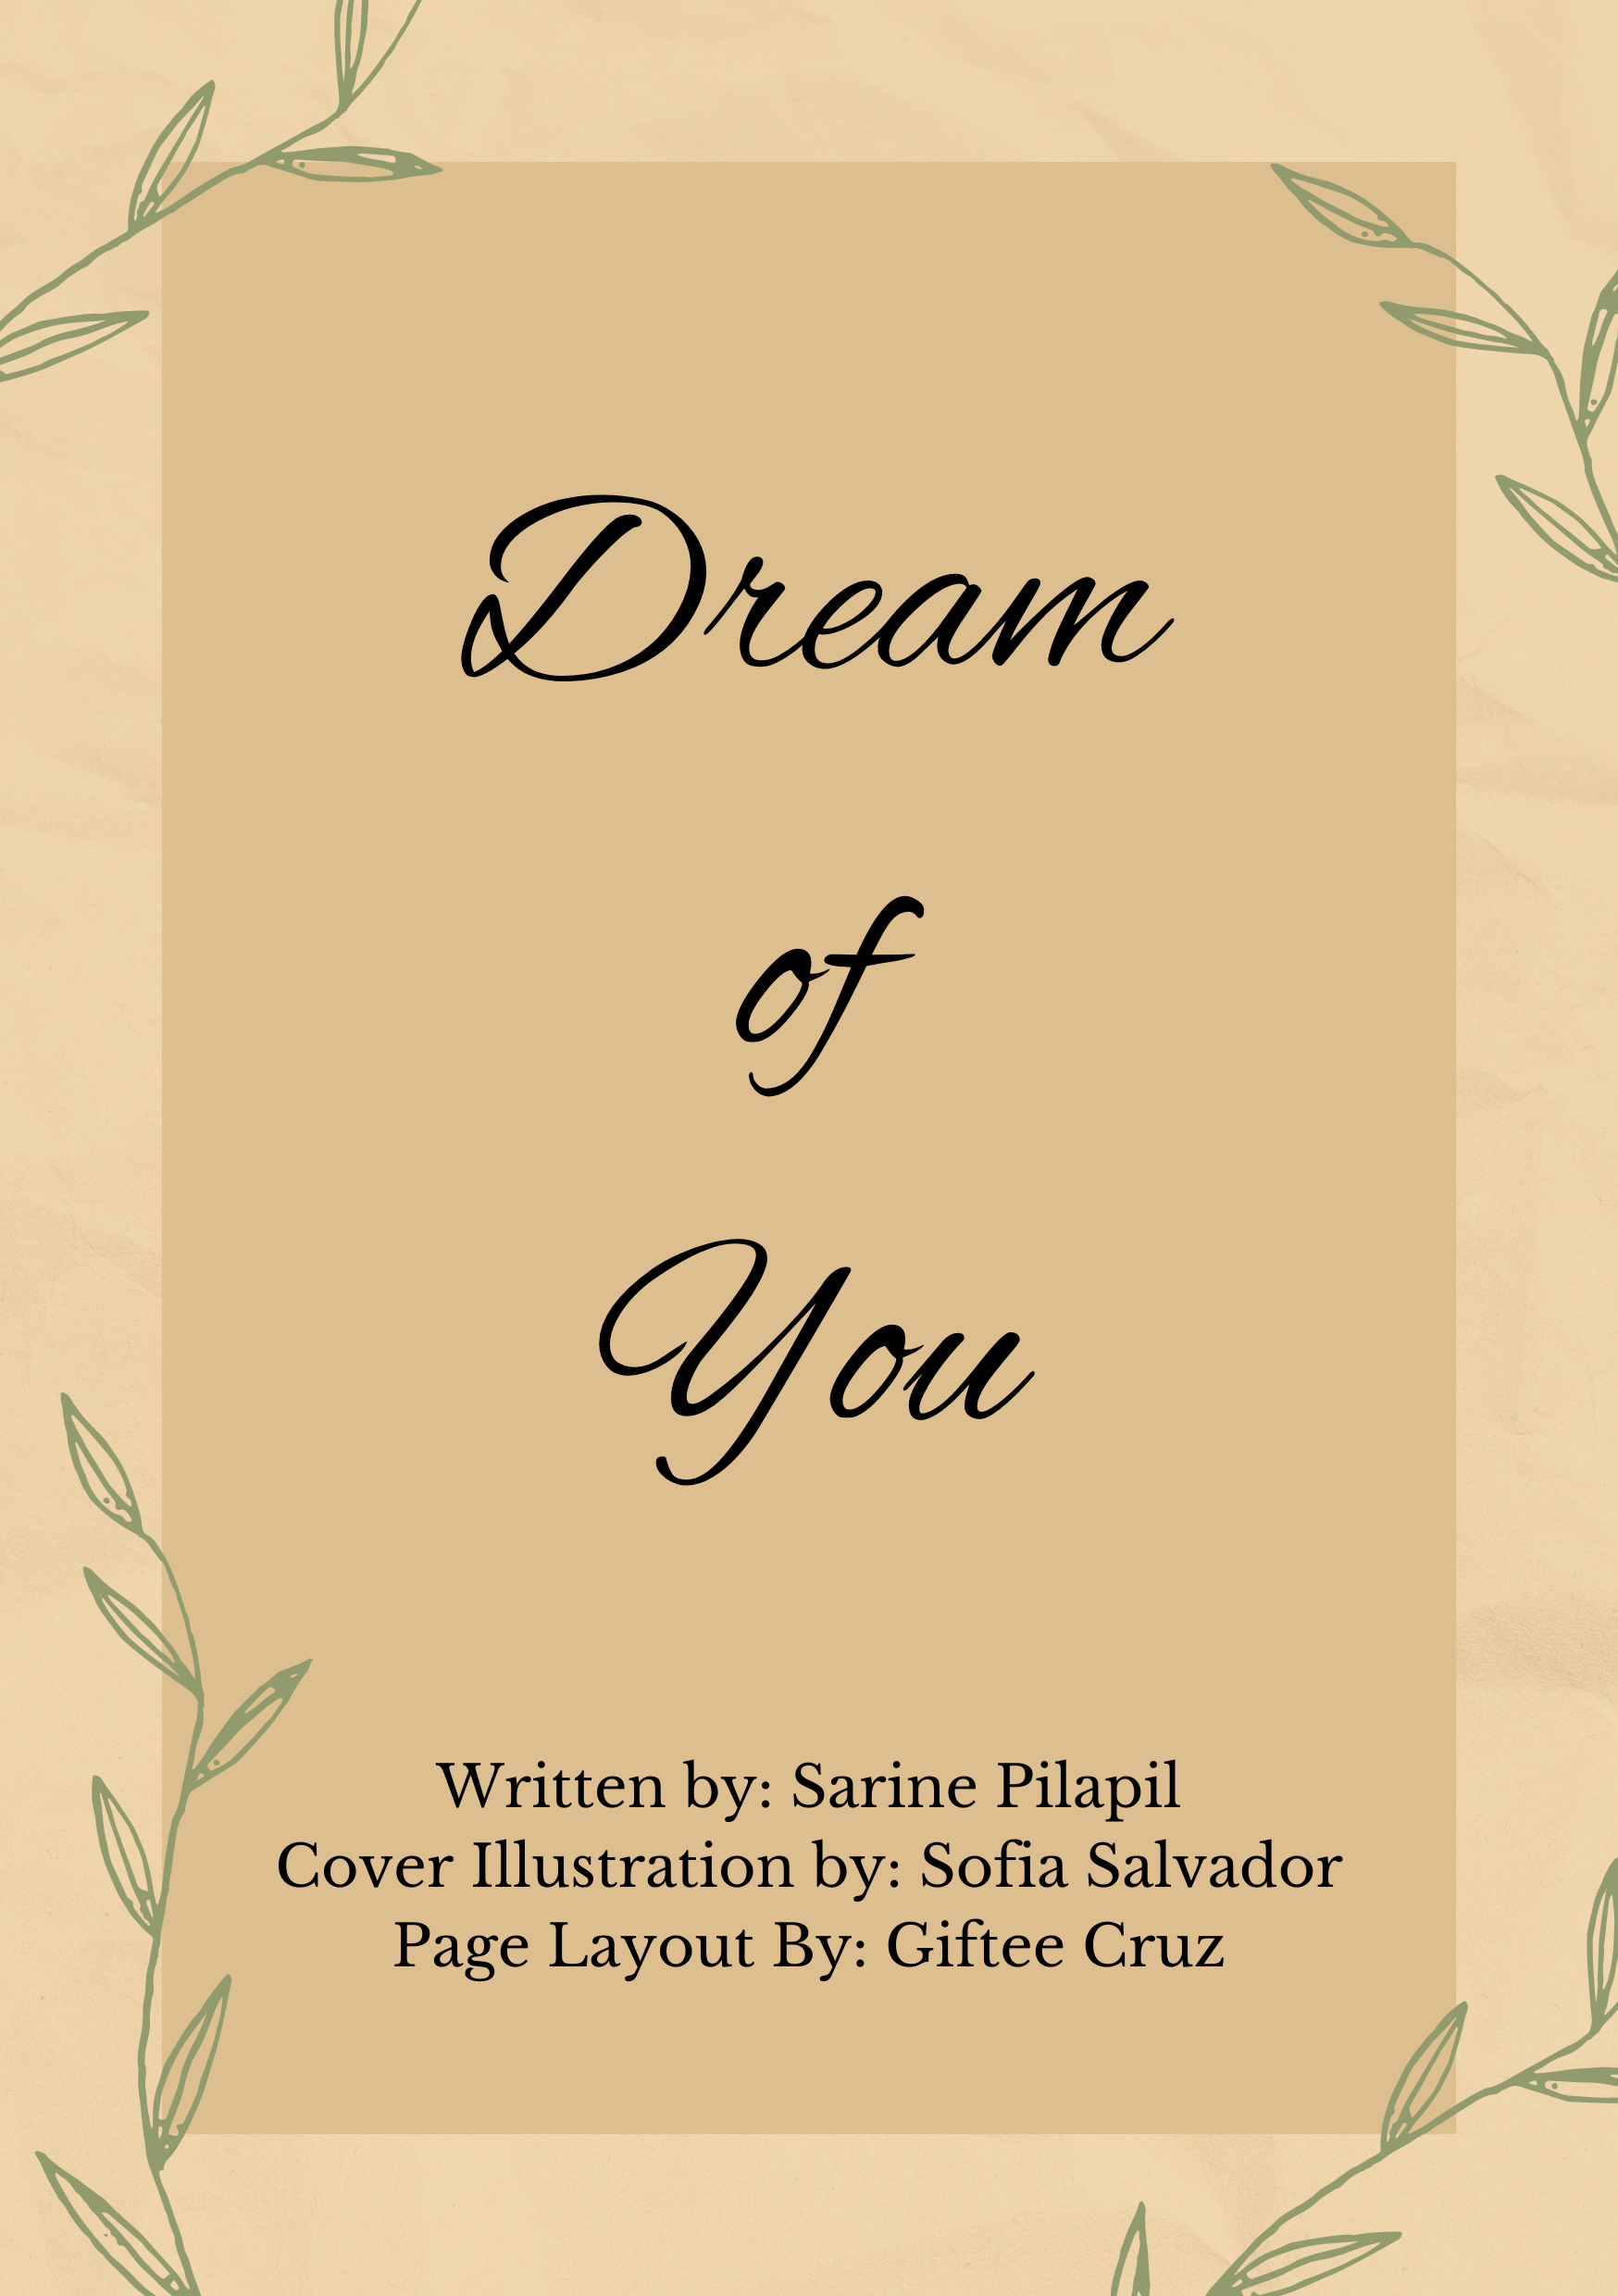 Dream
of
You
Written by: Sarine Pilapil
Cover Illustration by: Sofia Salvador
Page Layout By: Giftee Cruz